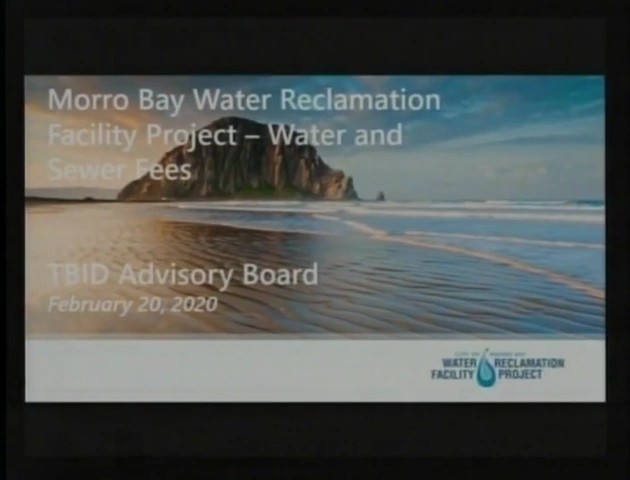 Morro Bay Water Reclamation
Facility Project – Water and
Sewer Fees
TBID Advisory Board
February 20, 2020
WATER RECLAMATION
FACILITY PROJECT